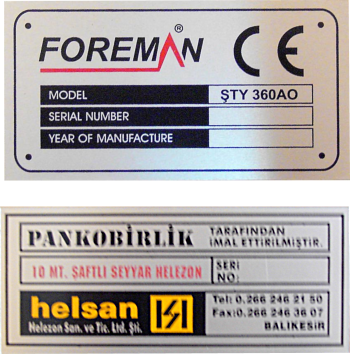 FOREMAN®
CE
MODEL ŞTY 360AO
SERIAL NUMBER
YEAR OF MANUFACTURE
PANKOBİRLİK TARAFINDAN
İMAL ETTİRİLMİŞTİR.
10 MT. ŞAFTLI SEYYAR HELEZON SERİ
NO:
helsan
Helezon San. ve Tic. Ltd. Şti.
Tel: 0.266 246 21 50
Fax:0.266 246 36 07
BALIKESİR